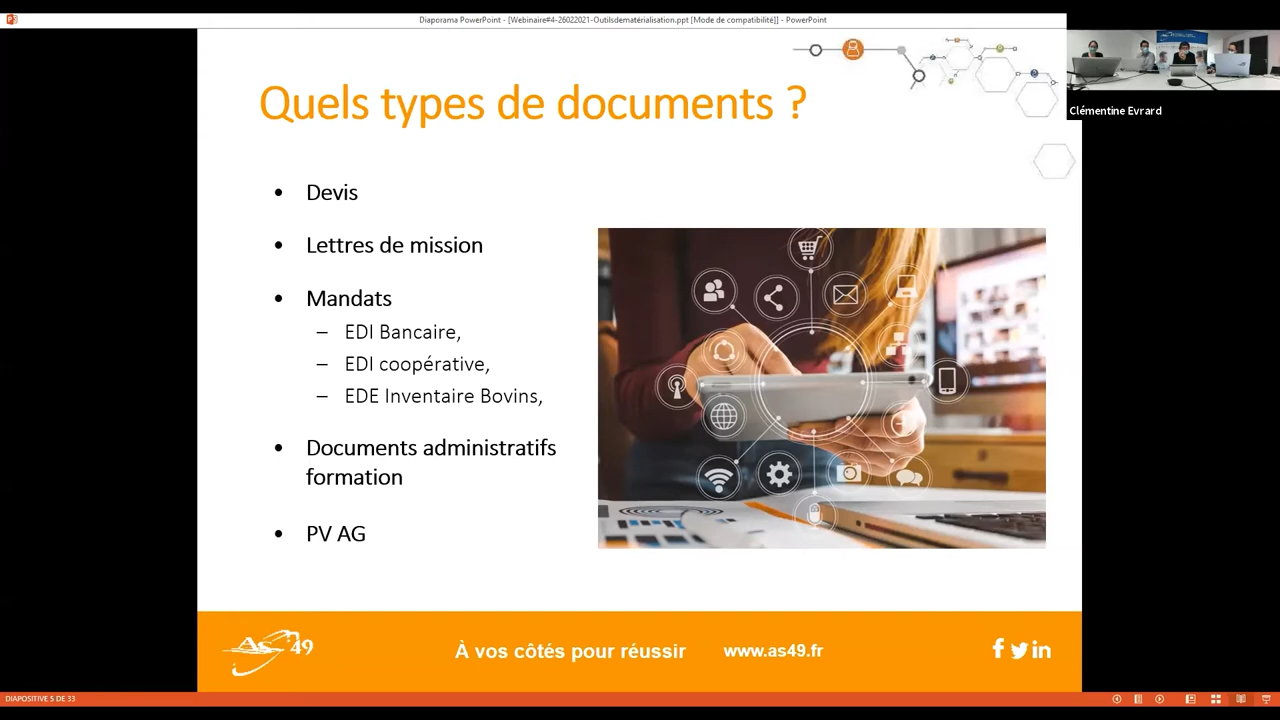 Diaporama PowerPoint - [Webinaire#4-26022021-Outilsdematérialisation.ppt [Mode de compatibilité]] - PowerPoint
Clémentine Evrard
Quels types de documents ?
• Devis
• Lettres de mission
• Mandats
– EDI Bancaire,
– EDI coopérative,
– EDE Inventaire Bovins,
• Documents administratifs
formation
• PV AG
As 49
À vos côtés pour réussir
www.as49.fr
DIAPOSITIVE 5 DE 33